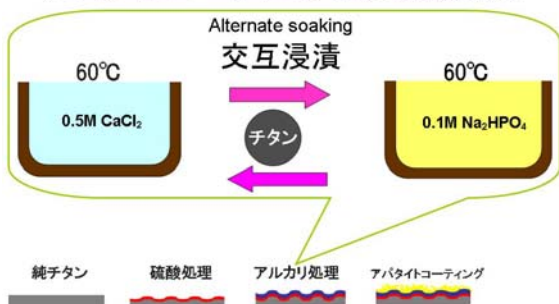 Alternate soaking
交互浸漬
60℃
60℃
0.5M CaCl₂
チタン
0.1M Na₂HPO₄
純チタン
硫酸処理
アルカリ処理
アパタイトコーティング